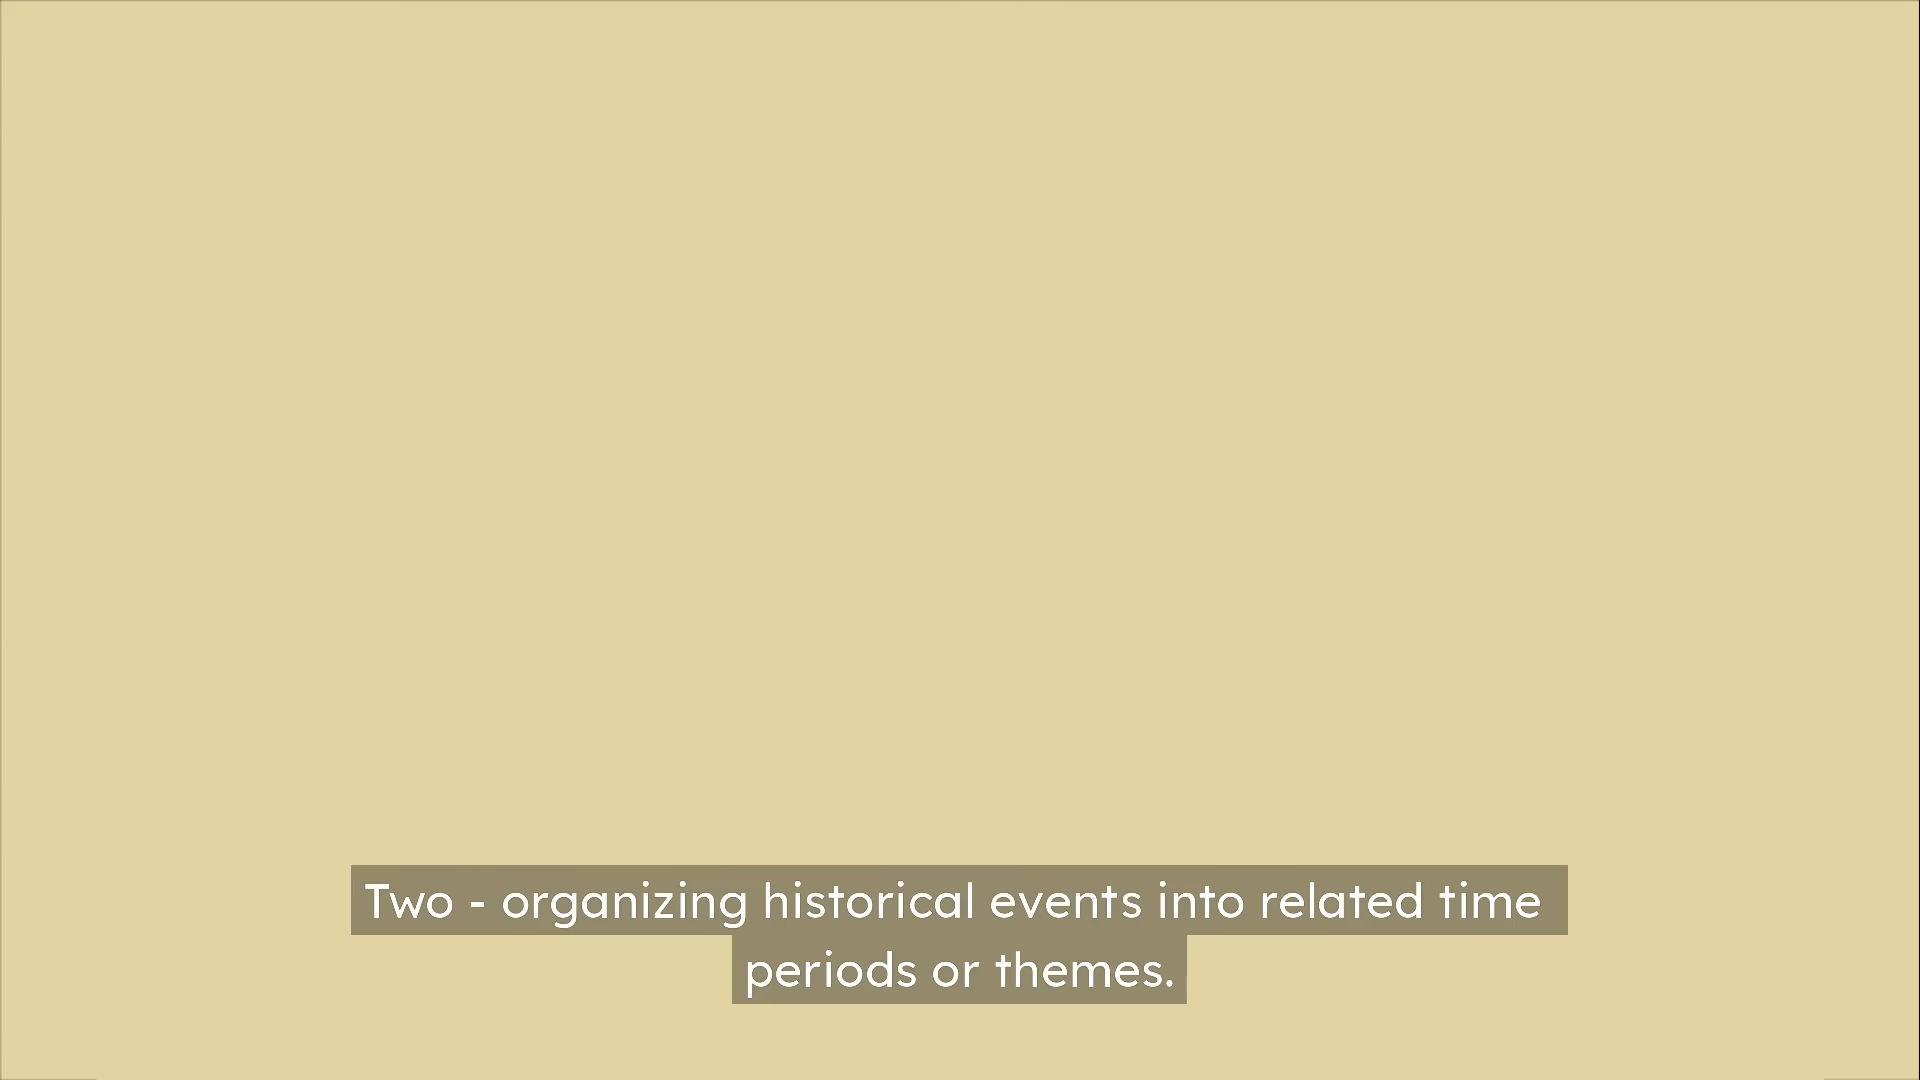 Two - organizing historical events into related time
periods or themes.